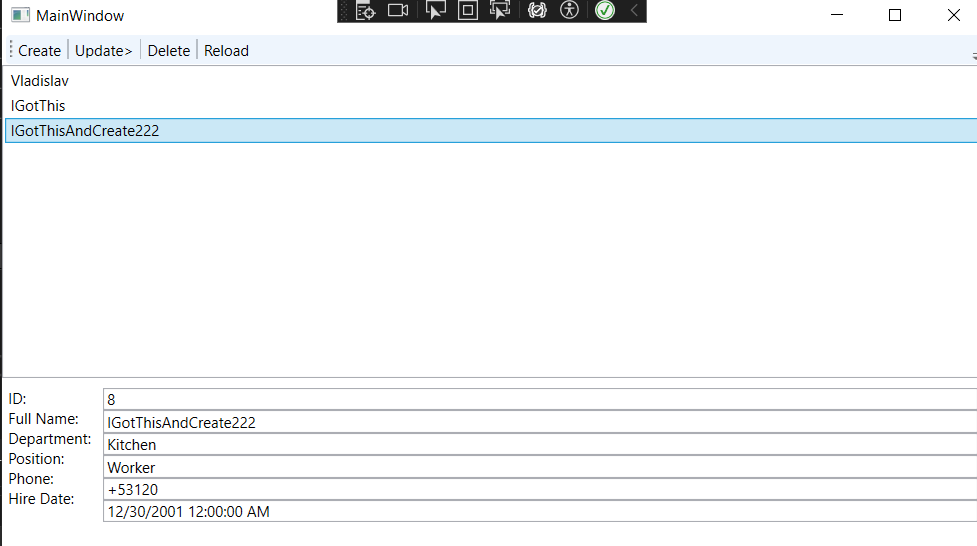 MainWindow
Create Update> Delete Reload
Vladislav
IGotThis
IGotThisAndCreate222
ID: 8
Full Name: IGotThisAndCreate222
Department: Kitchen
Position: Worker
Phone: +53120
Hire Date: 12/30/2001 12:00:00 AM